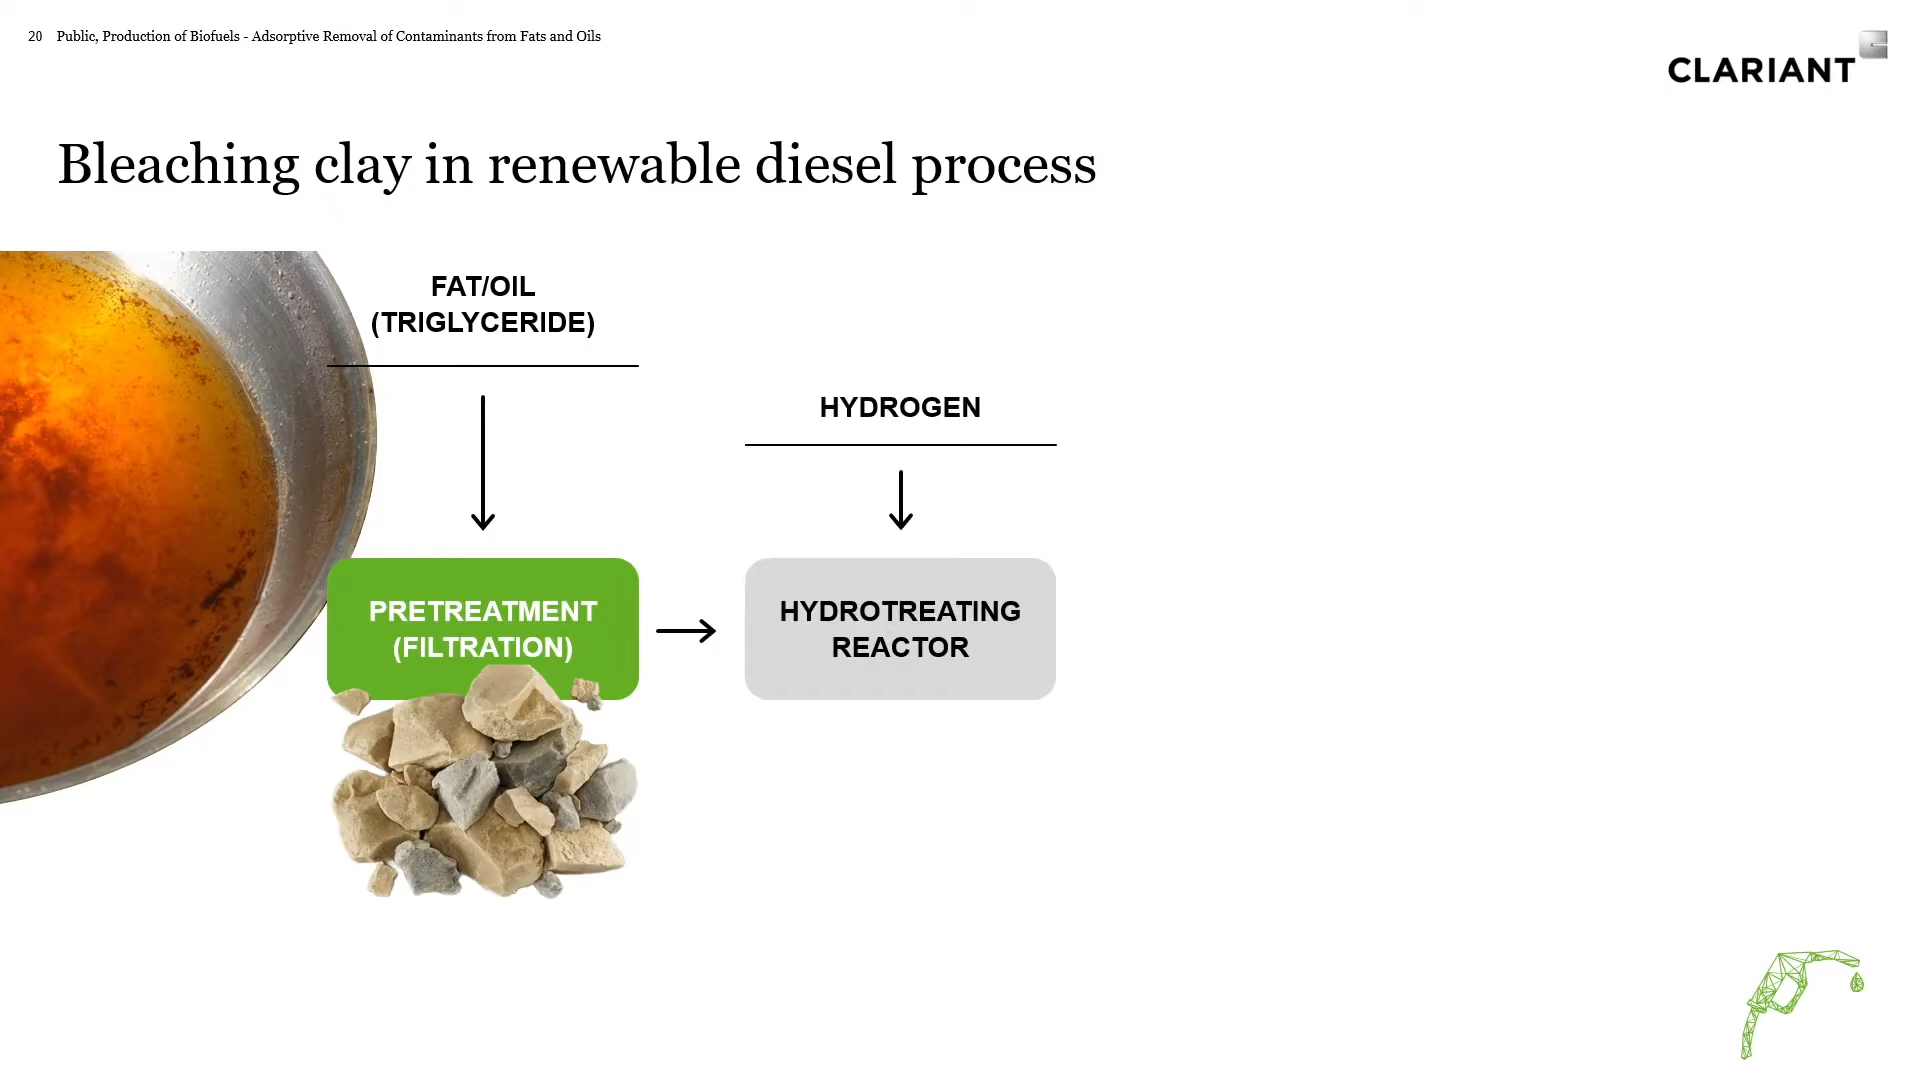 20 Public, Production of Biofuels - Adsorptive Removal of Contaminants from Fats and Oils
CLARIANT
Bleaching clay in renewable diesel process
FAT/OIL
(TRIGLYCERIDE)
HYDROGEN
PRETREATMENT
(FILTRATION)
HYDROTREATING
REACTOR